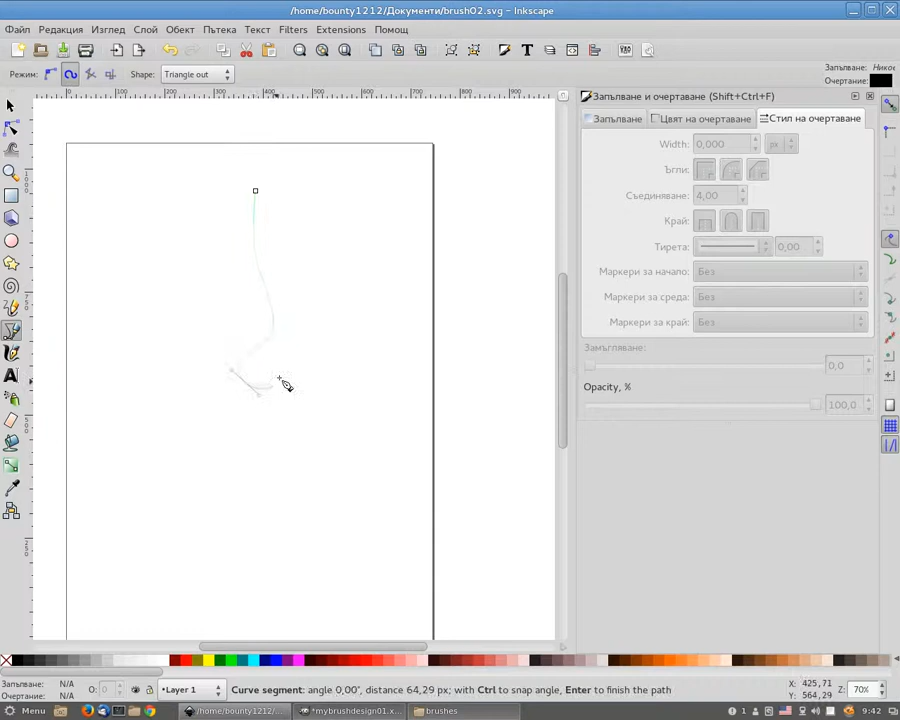 /home/bounty1212/Документи/brush02.svg - Inkscape
Файл Редакция Изглед Слой Обект Пътека Текст Filters Extensions Помощ
Режим: Shape: Triangle out
Запълване: Никое
Очертание:
Запълване и очертаване (Shift+Ctrl+F)
Запълване Цвят на очертаване Стил на очертаване
Width: 0,000 px
Ъгли:
Съединяване: 4,00
Край:
Тирета: 0,00
Маркери за начало: Без
Маркери за среда: Без
Маркери за край: Без
Замъгляване:
0,0
Opacity, %
100,0
Запълване: N/A
Очертание: N/A
O: 0
•Layer 1
Curve segment: angle 0,00°, distance 64,29 px; with Ctrl to snap angle, Enter to finish the path
X: 425,71
Y: 564,29
Z: 70%
Menu
/home/bounty1212/...
*mybrushdesign01.x...
brushes
1
9:42